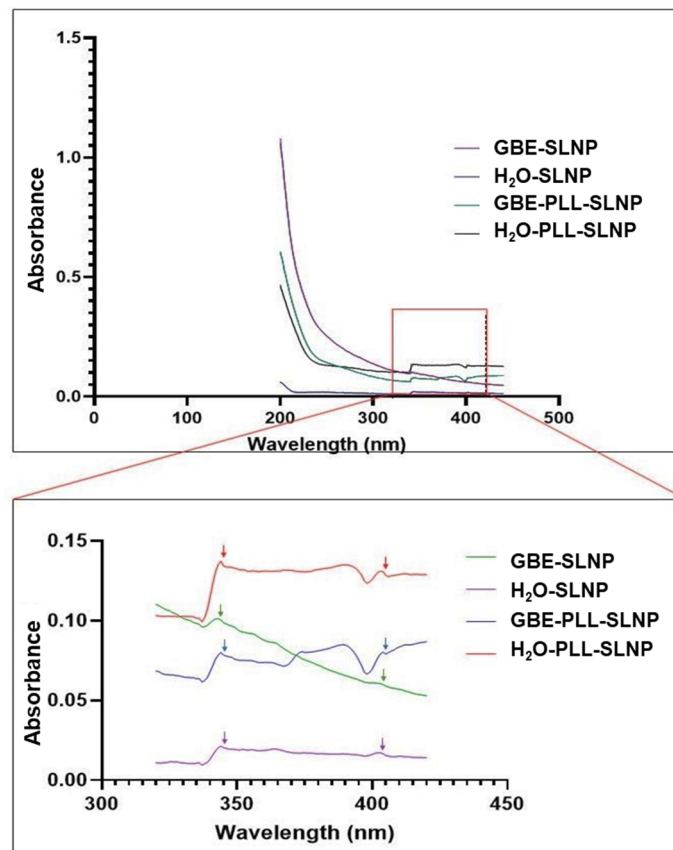 1.5
1.0
0.5
0.0
Absorbance
0 100 200 300 400 500
Wavelength (nm)
GBE-SLNP
H₂O-SLNP
GBE-PLL-SLNP
H₂O-PLL-SLNP
0.15
0.10
0.05
0.00
Absorbance
300 350 400 450
Wavelength (nm)
GBE-SLNP
H₂O-SLNP
GBE-PLL-SLNP
H₂O-PLL-SLNP